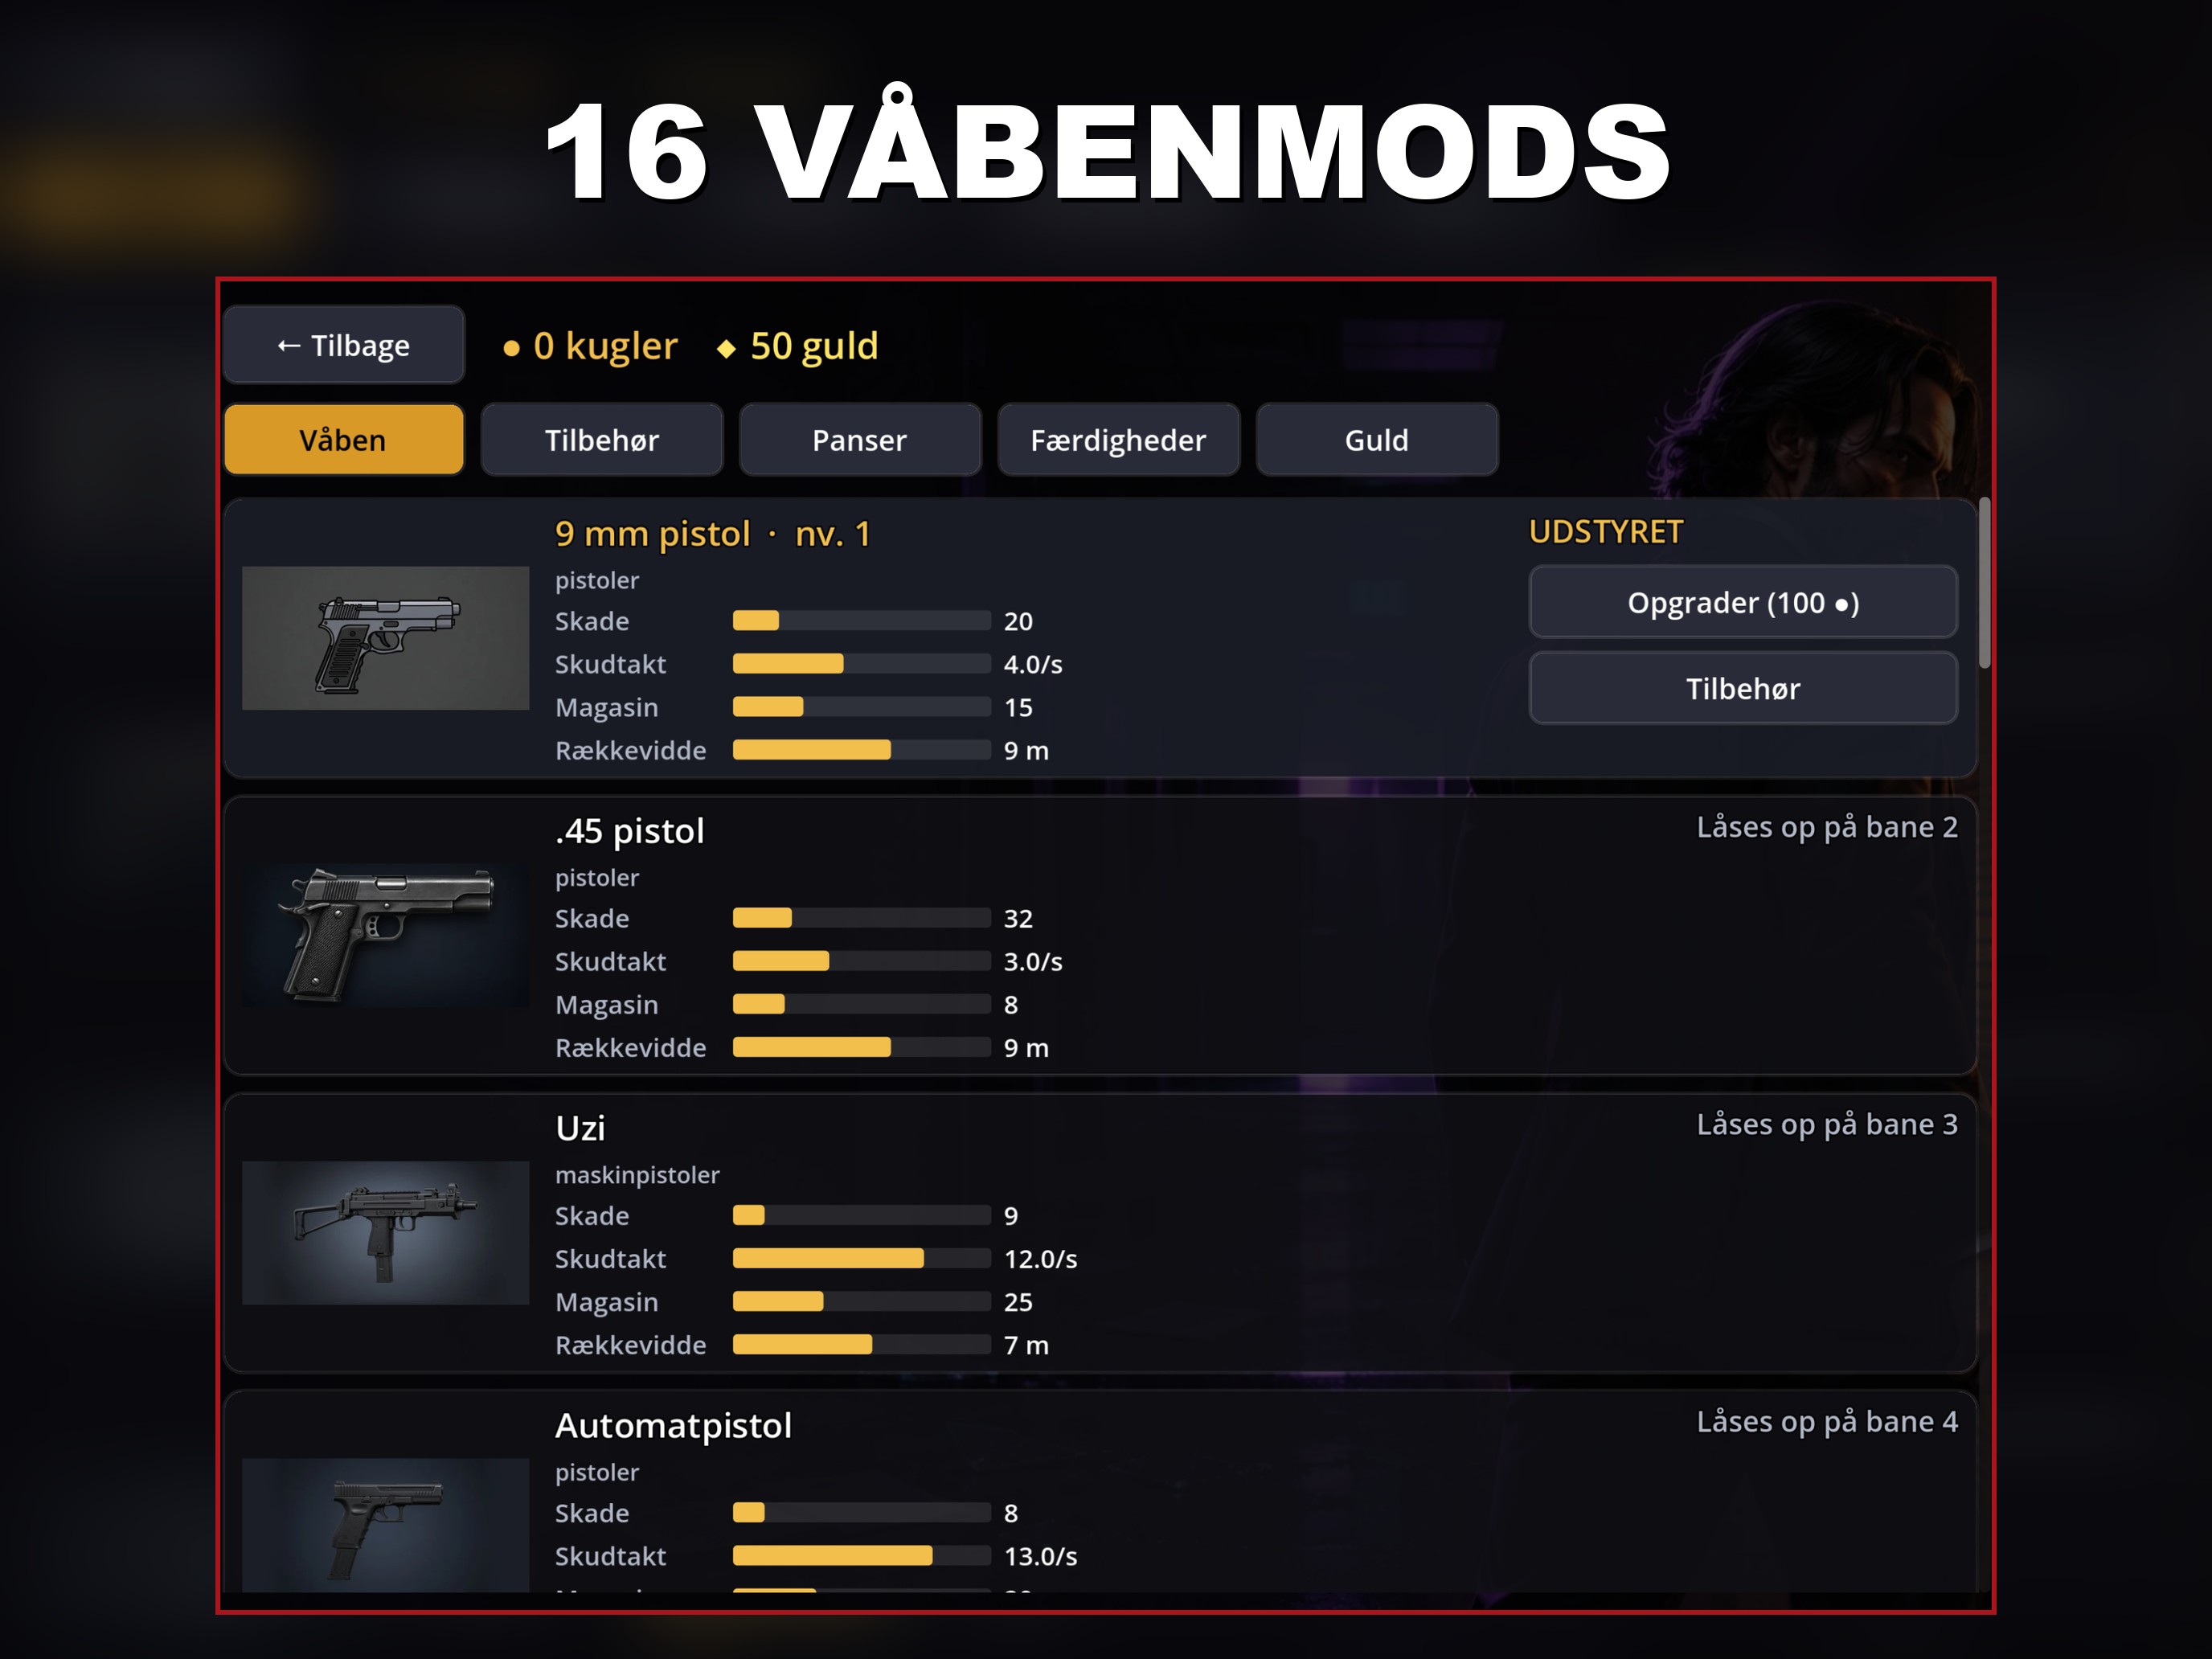 16 VÅBENMODS
← Tilbage
● 0 kugler ◆ 50 guld
Våben Tilbehør Panser Færdigheder Guld
9 mm pistol · nv. 1
UDSTYRET
pistoler
Opgrader (100 ●)
Skade 20
Skudtakt 4.0/s
Tilbehør
Magasin 15
Rækkevidde 9 m
.45 pistol
Låses op på bane 2
pistoler
Skade 32
Skudtakt 3.0/s
Magasin 8
Rækkevidde 9 m
Uzi
Låses op på bane 3
maskinpistoler
Skade 9
Skudtakt 12.0/s
Magasin 25
Rækkevidde 7 m
Automatpistol
Låses op på bane 4
pistoler
Skade 8
Skudtakt 13.0/s